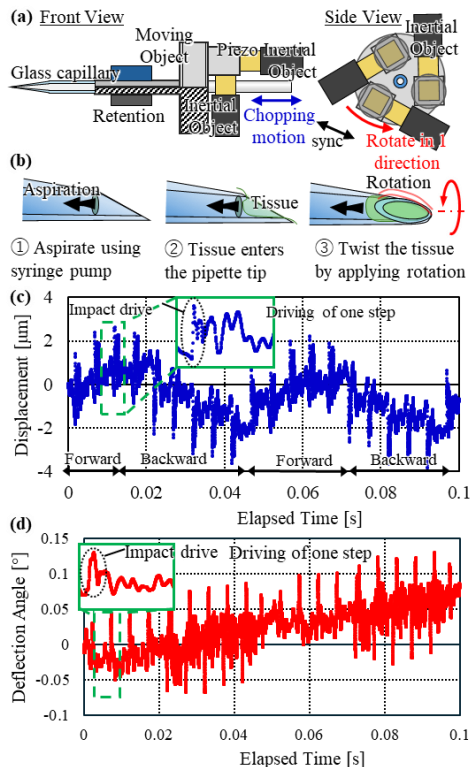 (a) Front View
Side View
Moving
Object
Piezo
Inertial
Object
Inertial
Object
Glass capillary
Retention
Inertial
Object
Chopping
motion
sync
Rotate in 1
direction
(b)
Aspiration
Tissue
Rotation
① Aspirate using
syringe pump
② Tissue enters
the pipette tip
③ Twist the tissue
by applying rotation
(c)
Impact drive
Driving of one step
Displacement [μm]
4
2
0
-2
-4
Forward
Backward
Forward
Backward
0
0.02
0.04
0.06
0.08
0.1
Elapsed Time [s]
(d)
Impact drive
Driving of one step
Deflection Angle [°]
0.15
0.1
0.05
0
-0.05
-0.1
0
0.02
0.04
0.06
0.08
0.1
Elapsed Time [s]